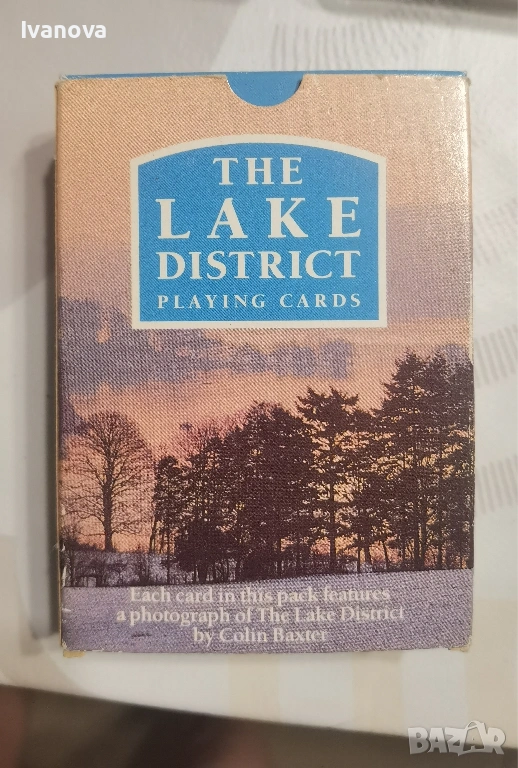 Ivanova
THE
LAKE
DISTRICT
PLAYING CARDS
Each card in this pack features
a photograph of The Lake District
by Colin Baxter
BAZAR